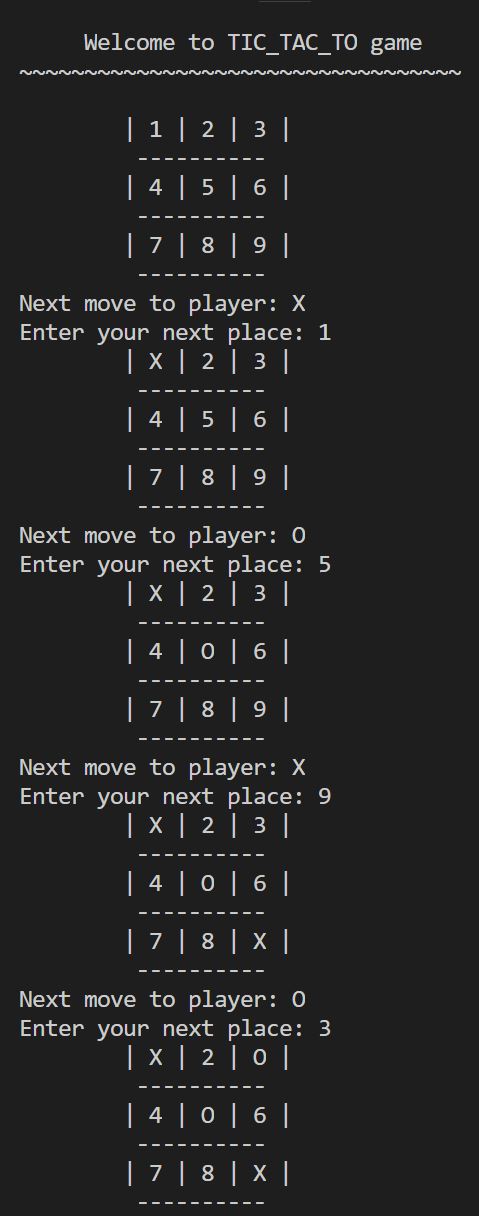 Welcome to TIC_TAC_TO game
~~~~~~~~~~~~~~~~~~~~~~~~~~~~~~~~~~
| 1 | 2 | 3 |
----------
| 4 | 5 | 6 |
----------
| 7 | 8 | 9 |
----------
Next move to player: X
Enter your next place: 1
| X | 2 | 3 |
----------
| 4 | 5 | 6 |
----------
| 7 | 8 | 9 |
----------
Next move to player: O
Enter your next place: 5
| X | 2 | 3 |
----------
| 4 | O | 6 |
----------
| 7 | 8 | 9 |
----------
Next move to player: X
Enter your next place: 9
| X | 2 | 3 |
----------
| 4 | O | 6 |
----------
| 7 | 8 | X |
----------
Next move to player: O
Enter your next place: 3
| X | 2 | O |
----------
| 4 | O | 6 |
----------
| 7 | 8 | X |
----------